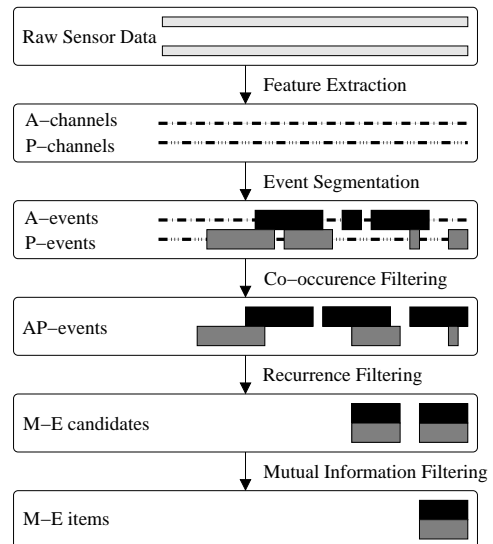 Raw Sensor Data
Feature Extraction
A−channels
P−channels
Event Segmentation
A−events
P−events
Co−occurence Filtering
AP−events
Recurrence Filtering
M−E candidates
Mutual Information Filtering
M−E items